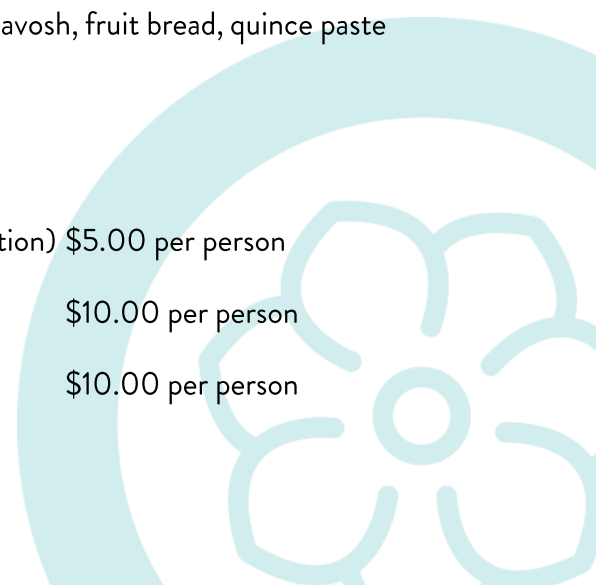 avosh, fruit bread, quince paste
tion) $5.00 per person
$10.00 per person
$10.00 per person